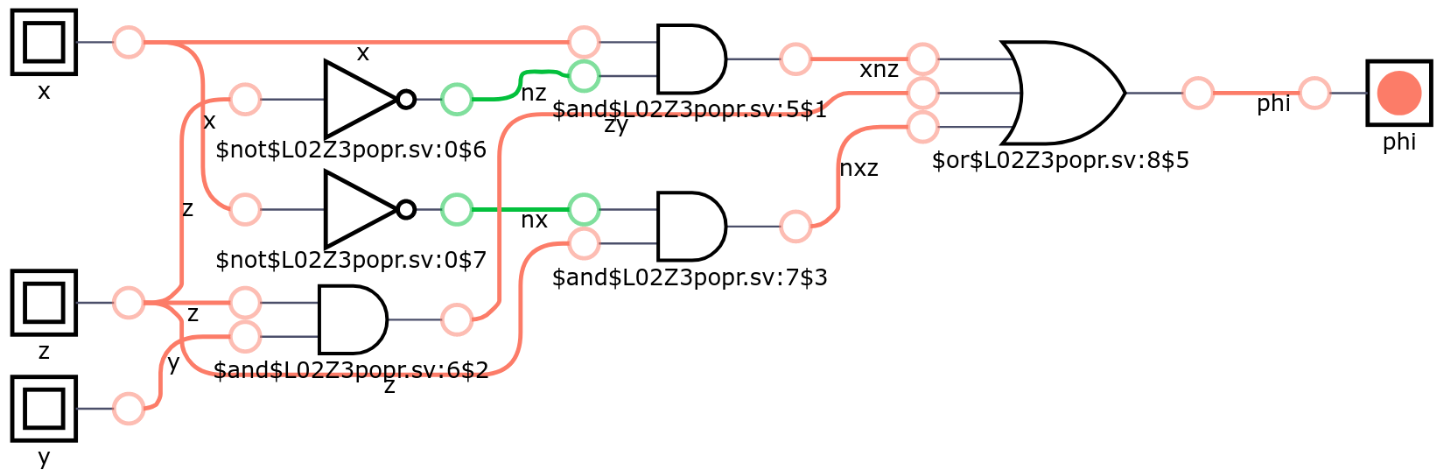 x
x
nz
$and$L02Z3popr.sv:5$1
xnz
phi
phi
x
$not$L02Z3popr.sv:0$6
zy
$or$L02Z3popr.sv:8$5
nxz
z
nx
$not$L02Z3popr.sv:0$7
$and$L02Z3popr.sv:7$3
z
z
y
$and$L02Z3popr.sv:6$2
z
y